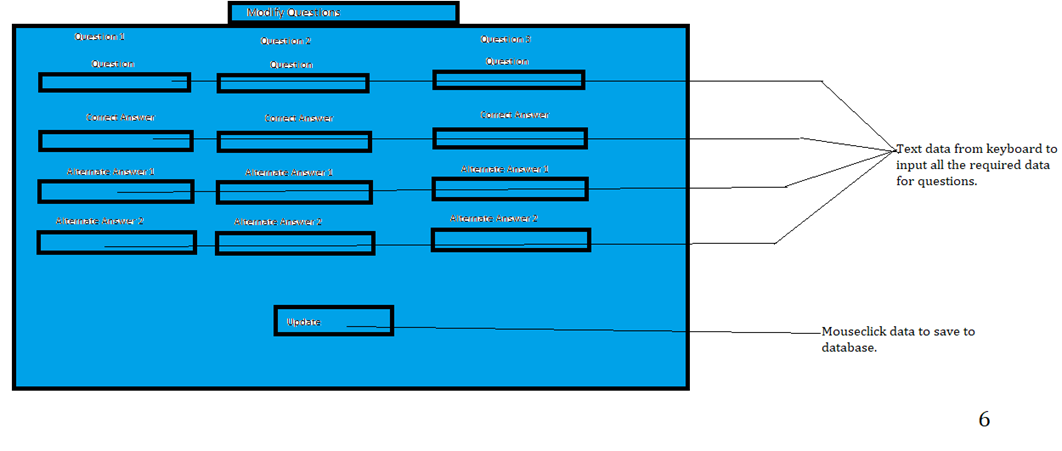 Modify Questions
Question 1
Question 2
Question 3
Question
Question
Question
Correct Answer
Correct Answer
Correct Answer
Alternate Answer 1
Alternate Answer 1
Alternate Answer 1
Alternate Answer 2
Alternate Answer 2
Alternate Answer 2
Update
Text data from keyboard to
input all the required data
for questions.
Mouseclick data to save to
database.
6